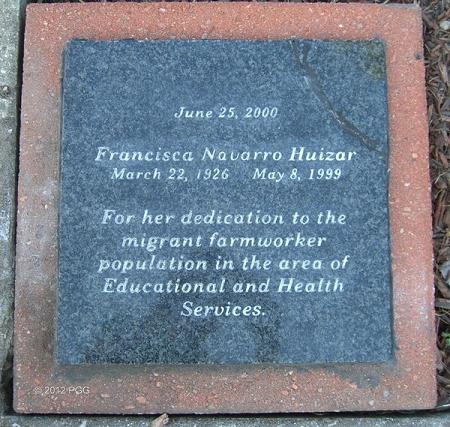 June 25, 2000
Francisca Navarro Huizar
March 22, 1926 May 8, 1999
For her dedication to the
migrant farmworker
population in the area of
Educational and Health
Services.
© 2012 PGG